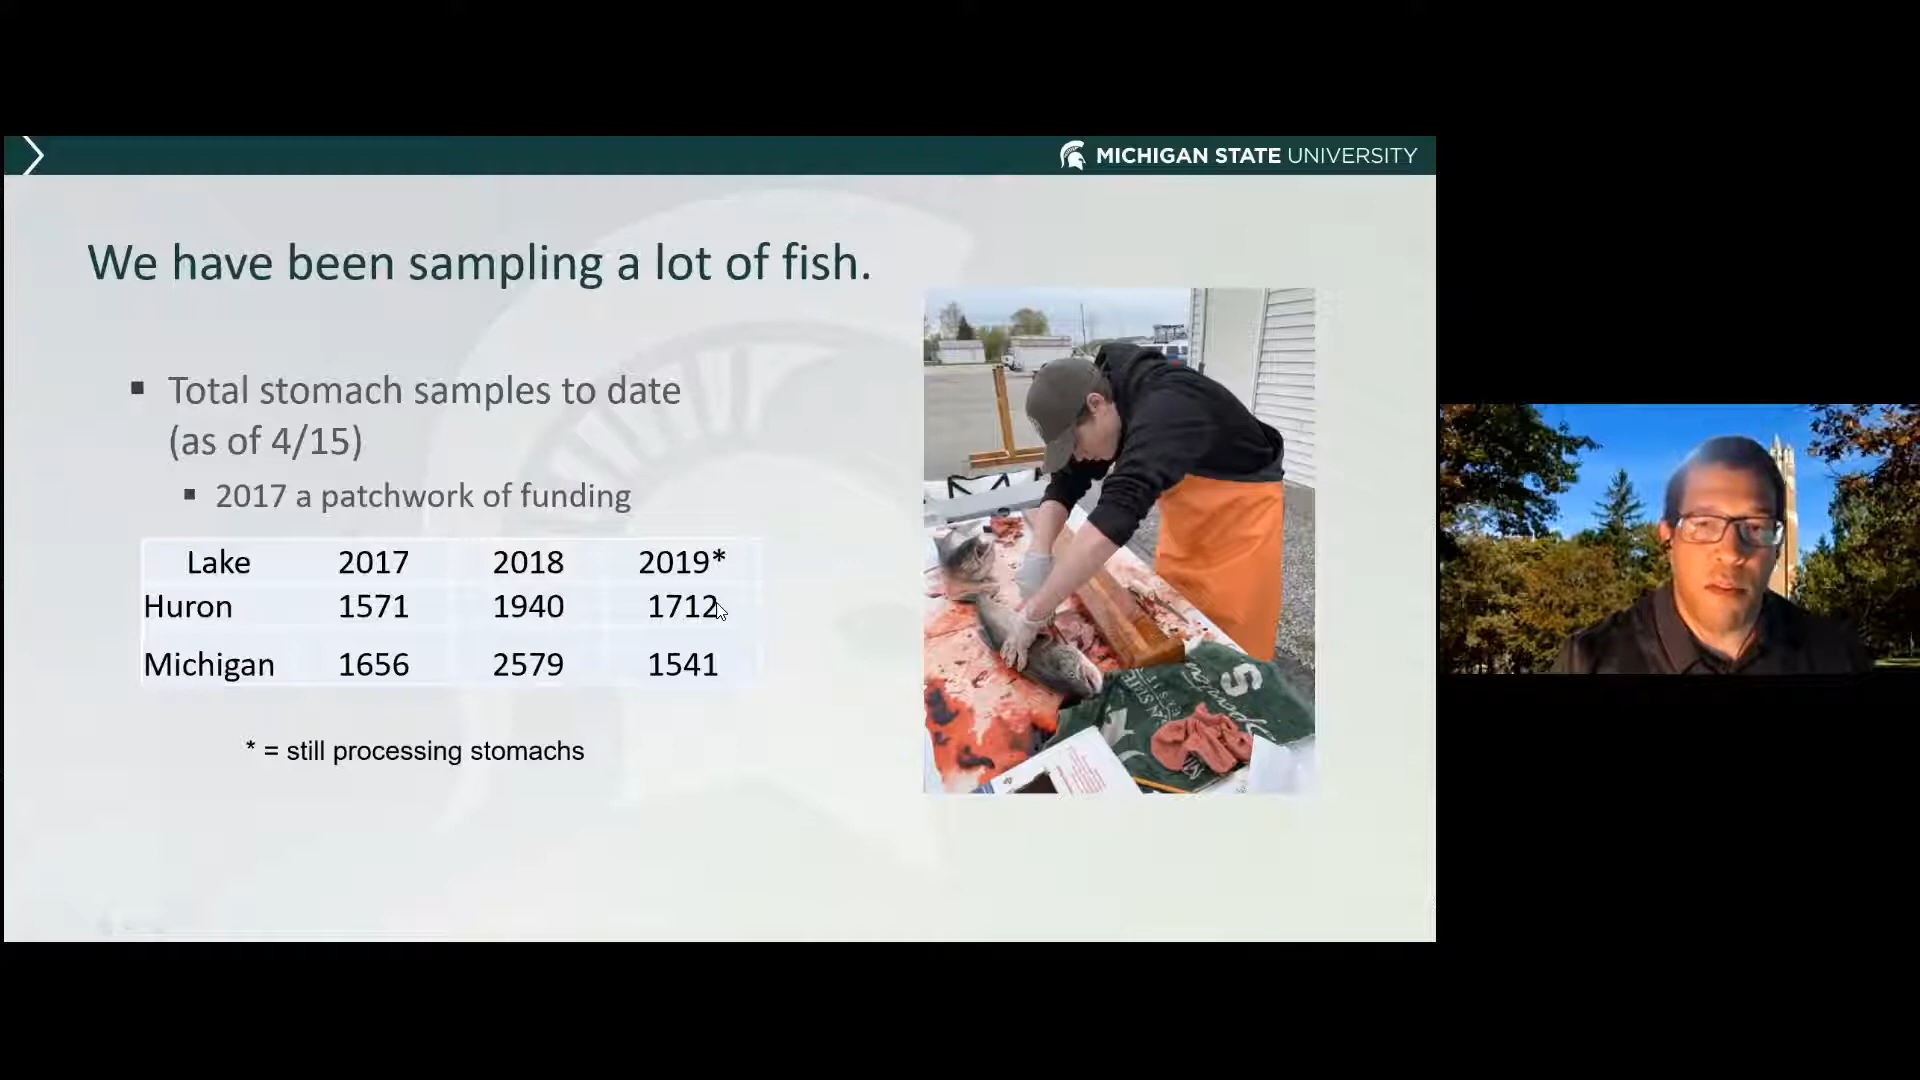 MICHIGAN STATE UNIVERSITY
We have been sampling a lot of fish.
▪ Total stomach samples to date
(as of 4/15)
▪ 2017 a patchwork of funding
Lake 2017 2018 2019*
Huron 1571 1940 1712
Michigan 1656 2579 1541
* = still processing stomachs
S